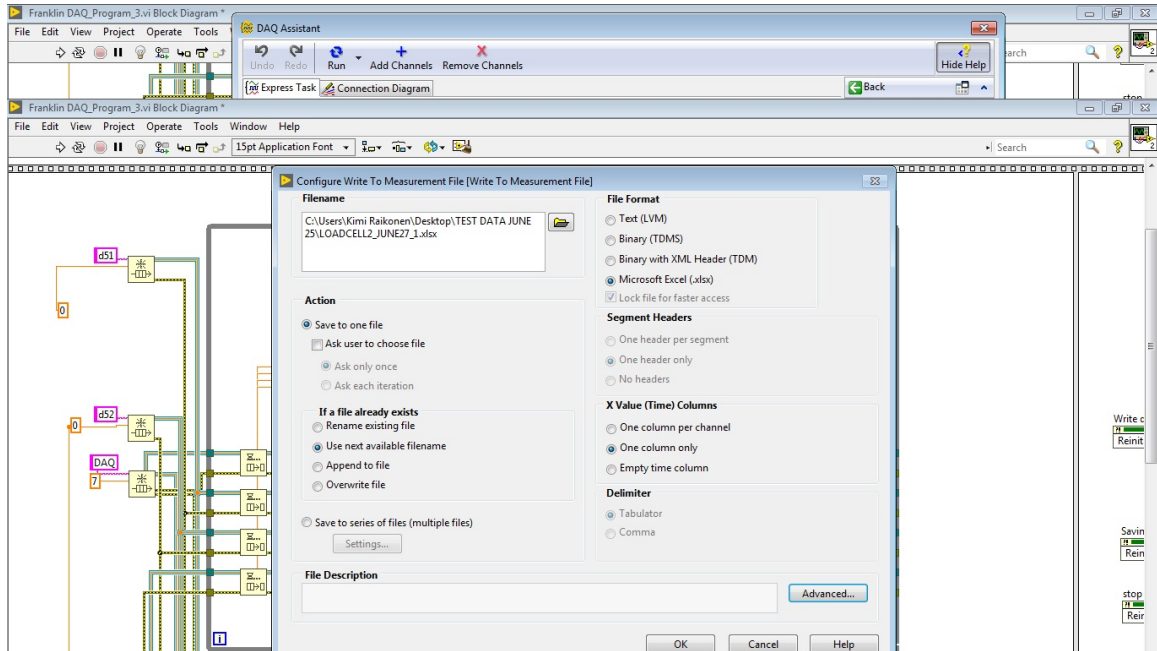 Franklin DAQ_Program_3.vi Block Diagram *
File Edit View Project Operate Tools
DAQ Assistant
Undo Redo Run Add Channels Remove Channels
Hide Help
earch
Express Task Connection Diagram
Back
Franklin DAQ_Program_3.vi Block Diagram *
File Edit View Project Operate Tools Window Help
15pt Application Font
Search
Configure Write To Measurement File [Write To Measurement File]
Filename
C:\Users\Kimi Raikonen\Desktop\TEST DATA JUNE
25\LOADCELL2_JUNE27_1.xlsx
Action
Save to one file
Ask user to choose file
Ask only once
Ask each iteration
If a file already exists
Rename existing file
Use next available filename
Append to file
Overwrite file
Save to series of files (multiple files)
Settings...
File Format
Text (LVM)
Binary (TDMS)
Binary with XML Header (TDM)
Microsoft Excel (.xlsx)
Lock file for faster access
Segment Headers
One header per segment
One header only
No headers
X Value (Time) Columns
One column per channel
One column only
Empty time column
Delimiter
Tabulator
Comma
File Description
Advanced...
OK Cancel Help
d51
0
d52
0
DAQ
7
i
Write c
Reinit
Savin
Rein
stop
Reir